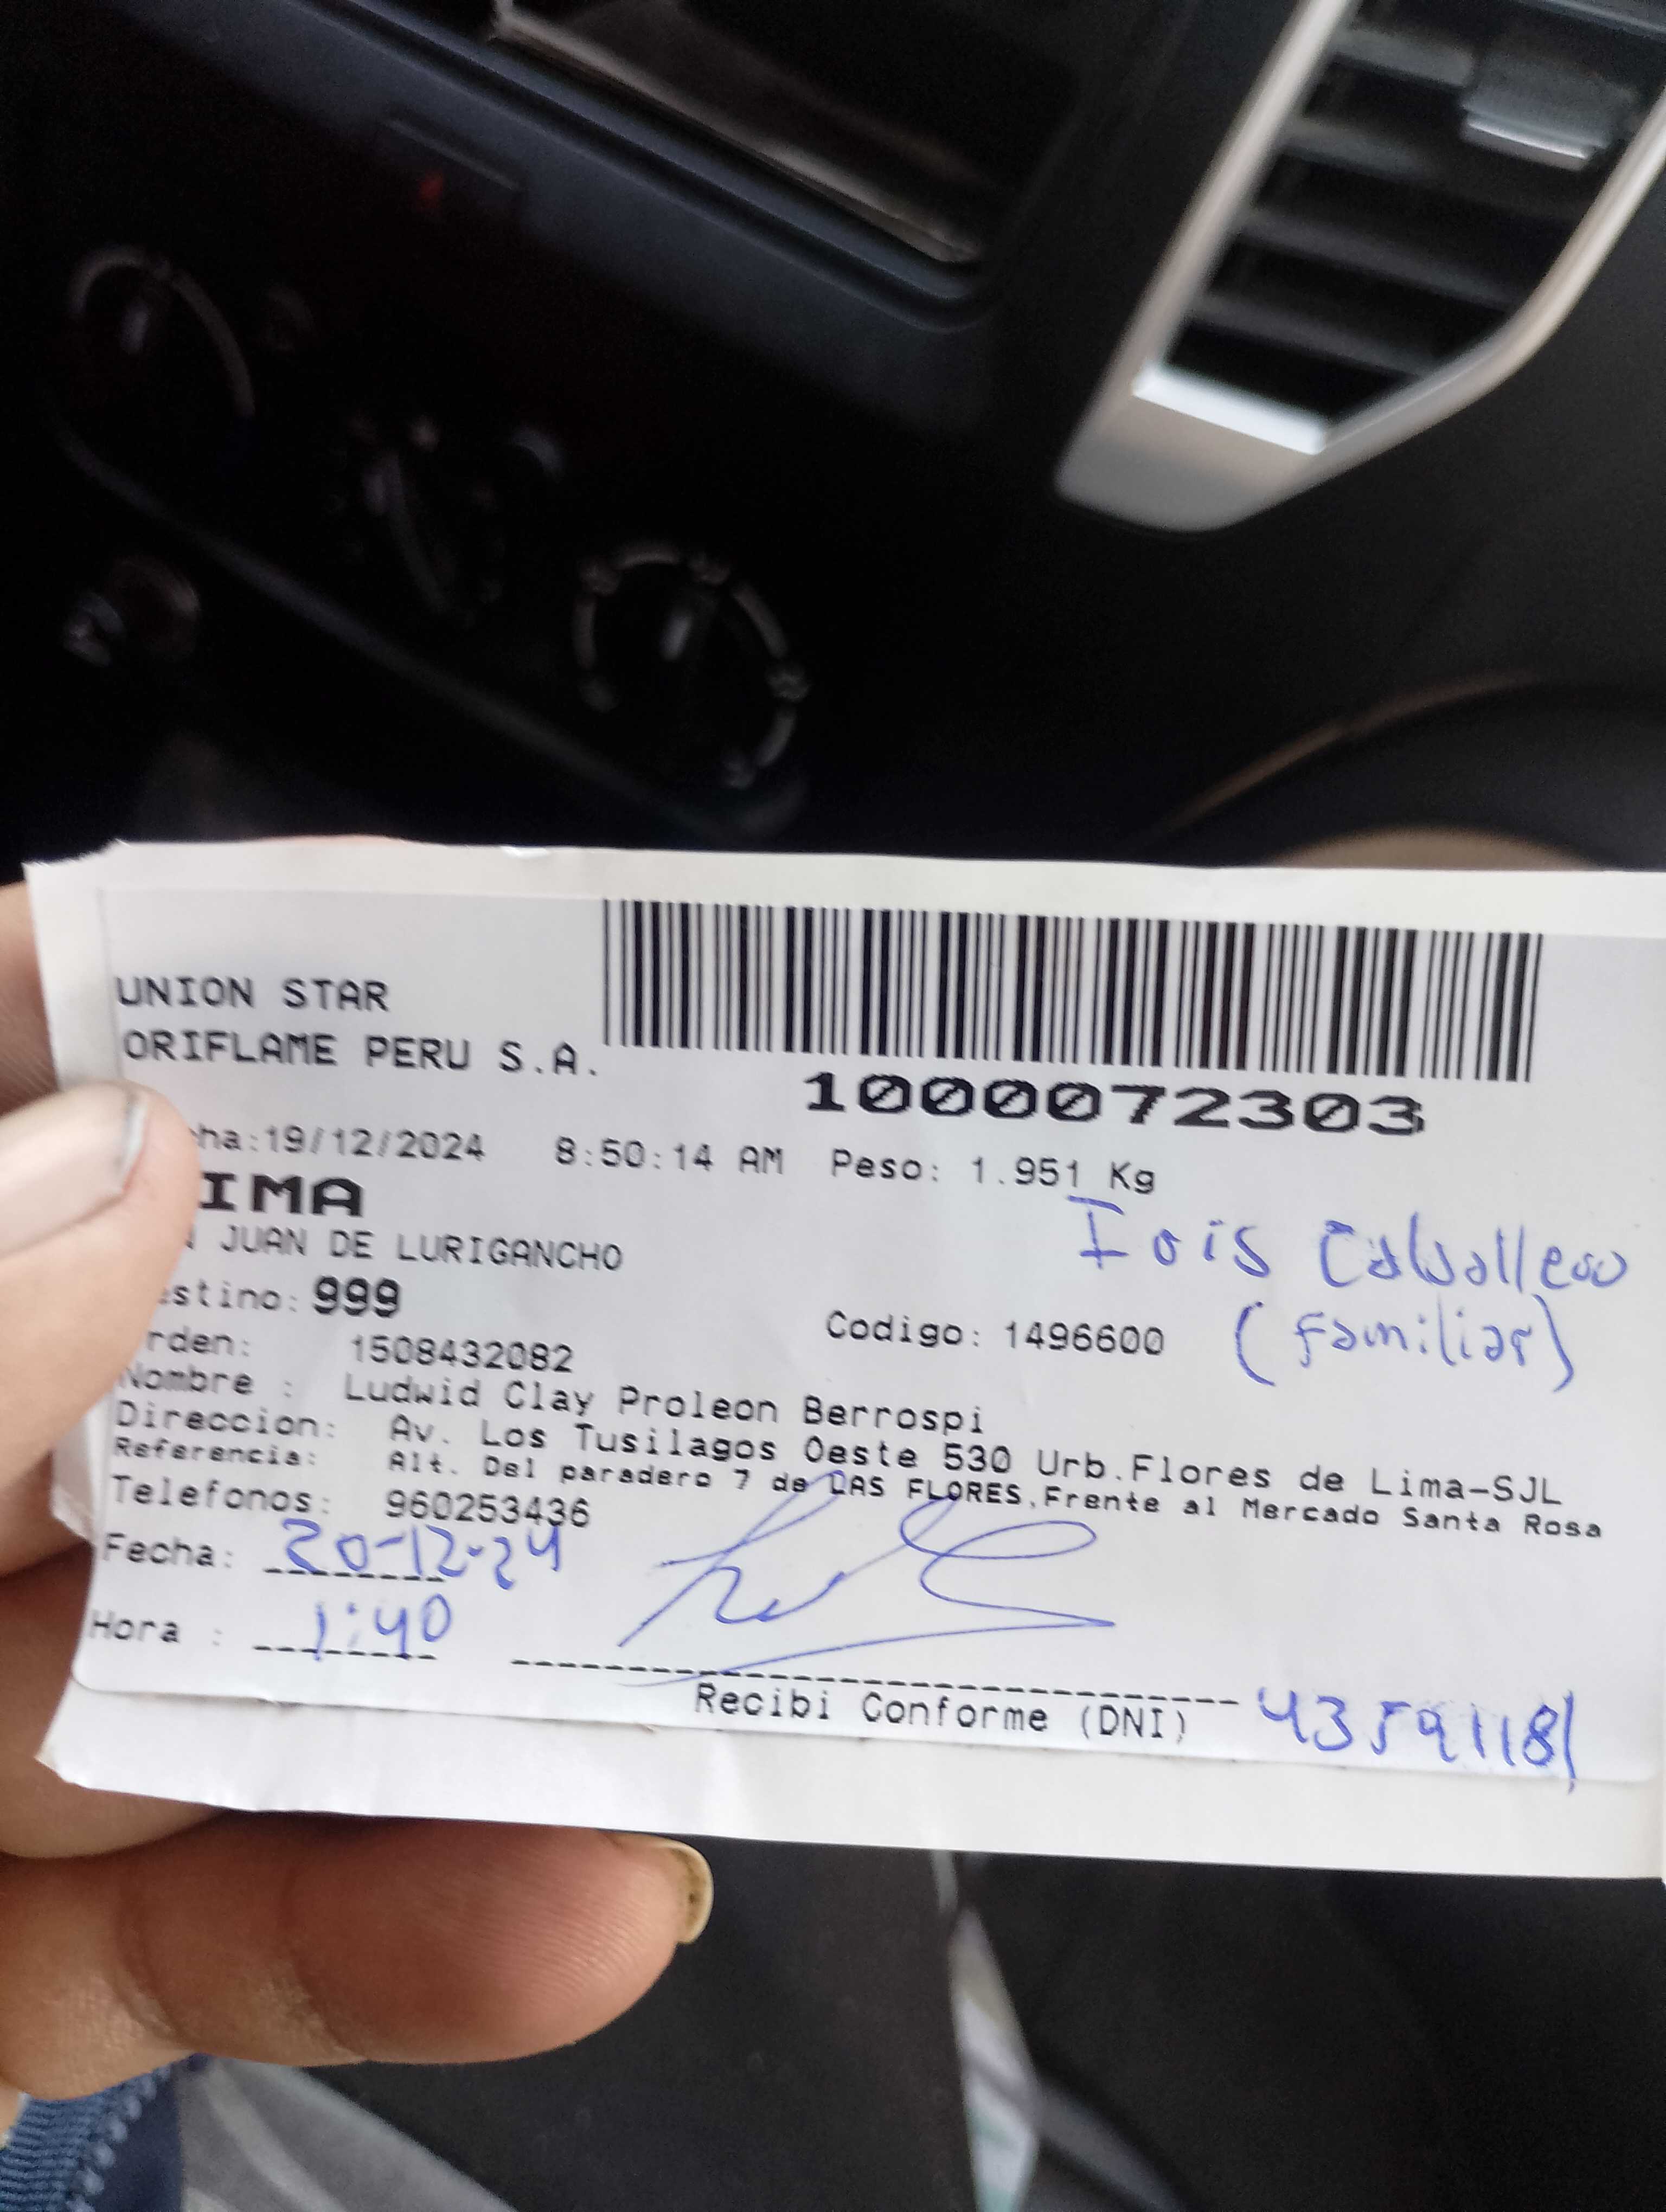 UNION STAR
ORIFLAME PERU S.A.
1000072303
ha:19/12/2024 8:50:14 AM Peso: 1.951 Kg
IMA
JUAN DE LURIGANCHO
Caballero
estino: 999
(Familiar)
rden: 1508432082 Codigo: 1496600
Nombre : Ludwid Clay Proleon Berrospi
Direccion: Av. Los Tusilagos Oeste 530 Urb.Flores de Lima-SJL
Referencia: Alt. Del paradero 7 de LAS FLORES,Frente al Mercado Santa Rosa
Telefonos: 960253436
Fecha: 20-12-24
Hora : 1:40
Recibi Conforme (DNI) 43591181